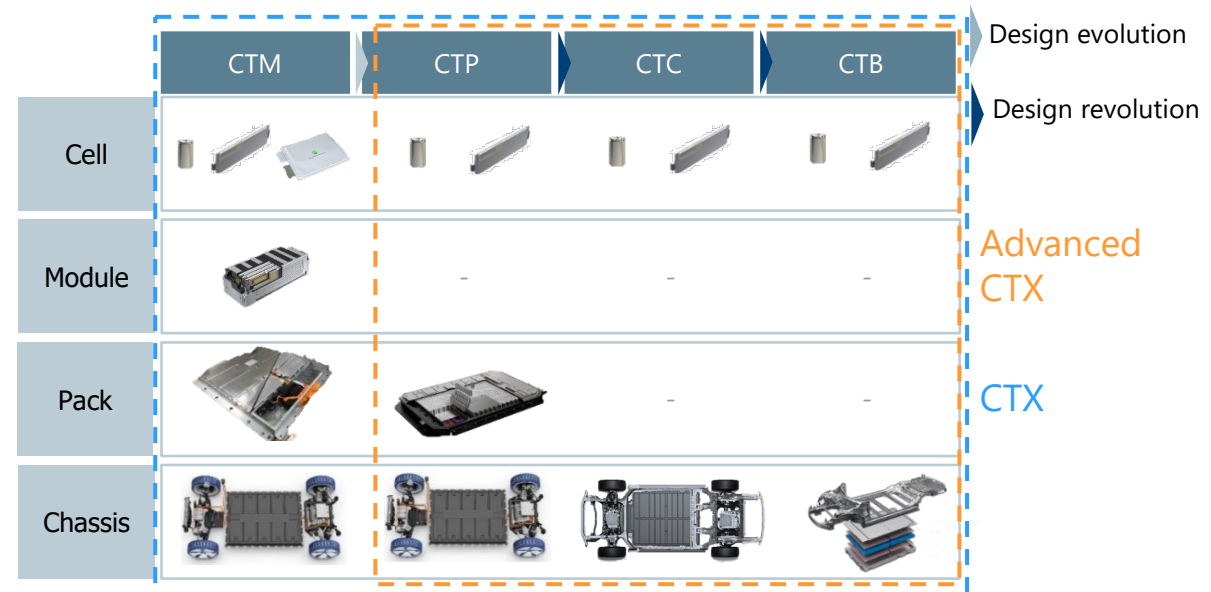 CTM
CTP
CTC
CTB
Design evolution
Design revolution
Cell
Module
-
-
-
Advanced
CTX
Pack
-
-
CTX
Chassis